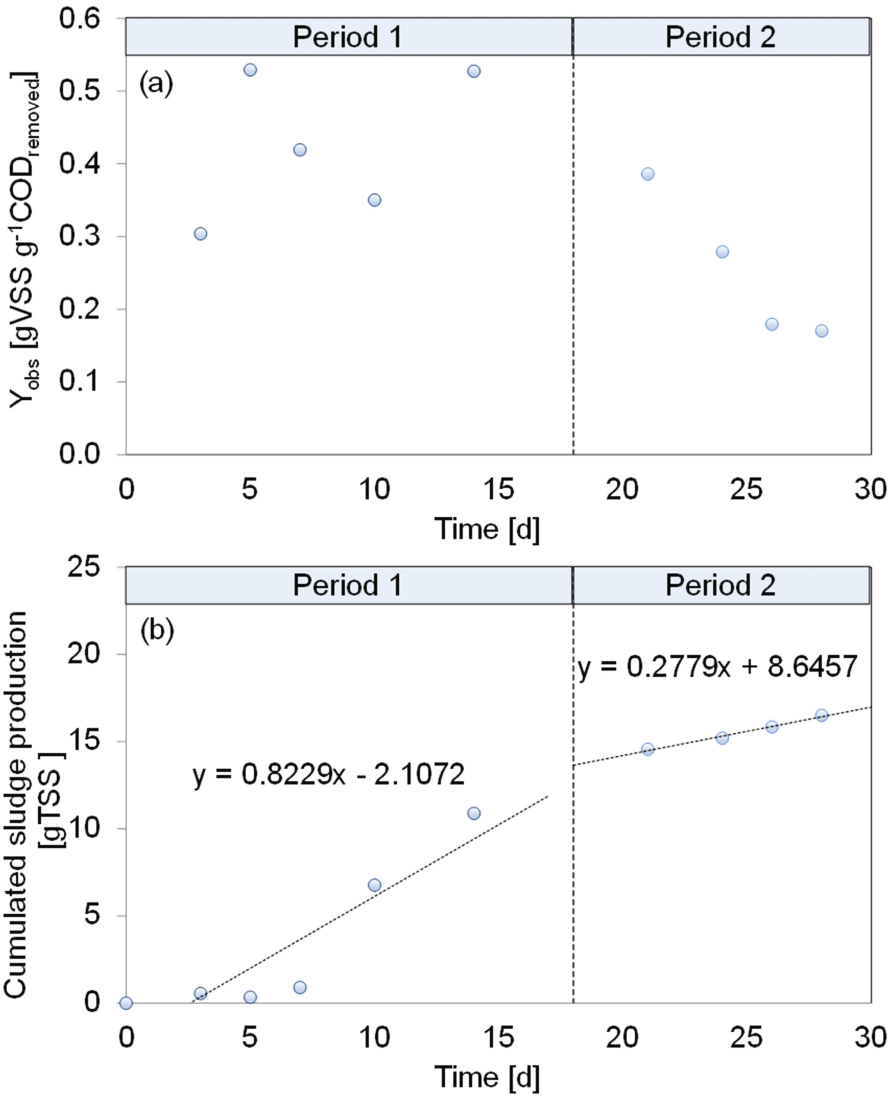 0.6
Period 1
Period 2
(a)
0.5
0.4
0.3
0.2
0.1
0.0
Yobs [gVSS g-1CODremoved]
0
5
10
15
20
25
30
Time [d]
25
Period 1
Period 2
(b)
20
y = 0.2779x + 8.6457
15
y = 0.8229x - 2.1072
10
5
0
Cumulated sludge production
[gTSS ]
0
5
10
15
20
25
30
Time [d]